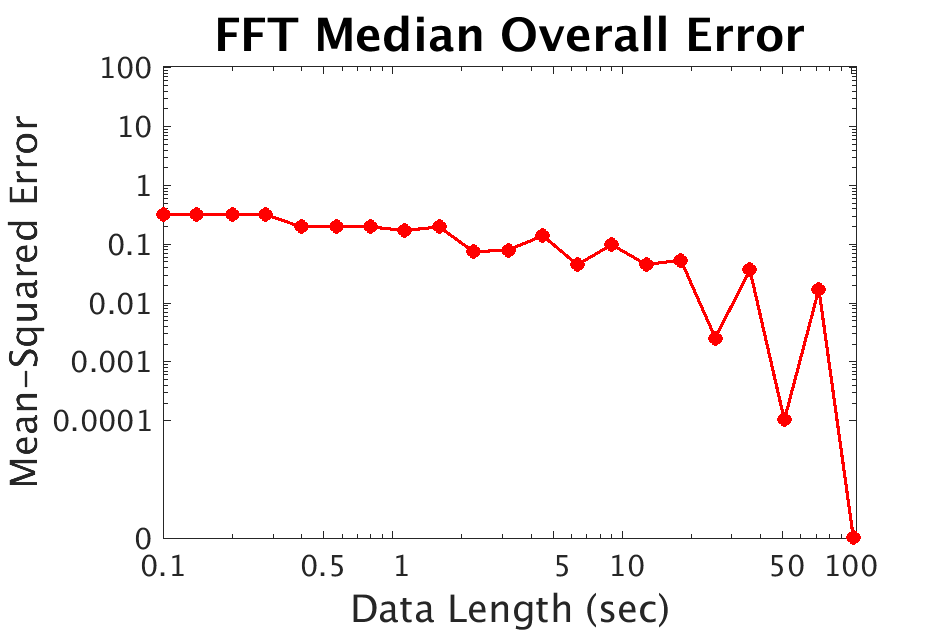 FFT Median Overall Error
100
10
1
0.1
0.01
0.001
0.0001
0
Mean-Squared Error
0.1 0.5 1 5 10 50 100
Data Length (sec)